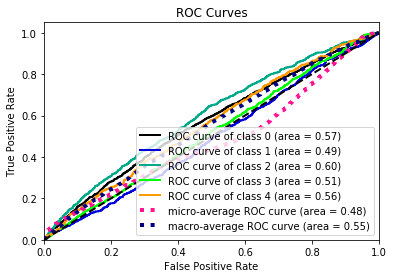 ROC Curves
True Positive Rate
1.0
0.8
0.6
0.4
0.2
0.0
ROC curve of class 0 (area = 0.57)
ROC curve of class 1 (area = 0.49)
ROC curve of class 2 (area = 0.60)
ROC curve of class 3 (area = 0.51)
ROC curve of class 4 (area = 0.56)
micro-average ROC curve (area = 0.48)
macro-average ROC curve (area = 0.55)
0.0 0.2 0.4 0.6 0.8 1.0
False Positive Rate